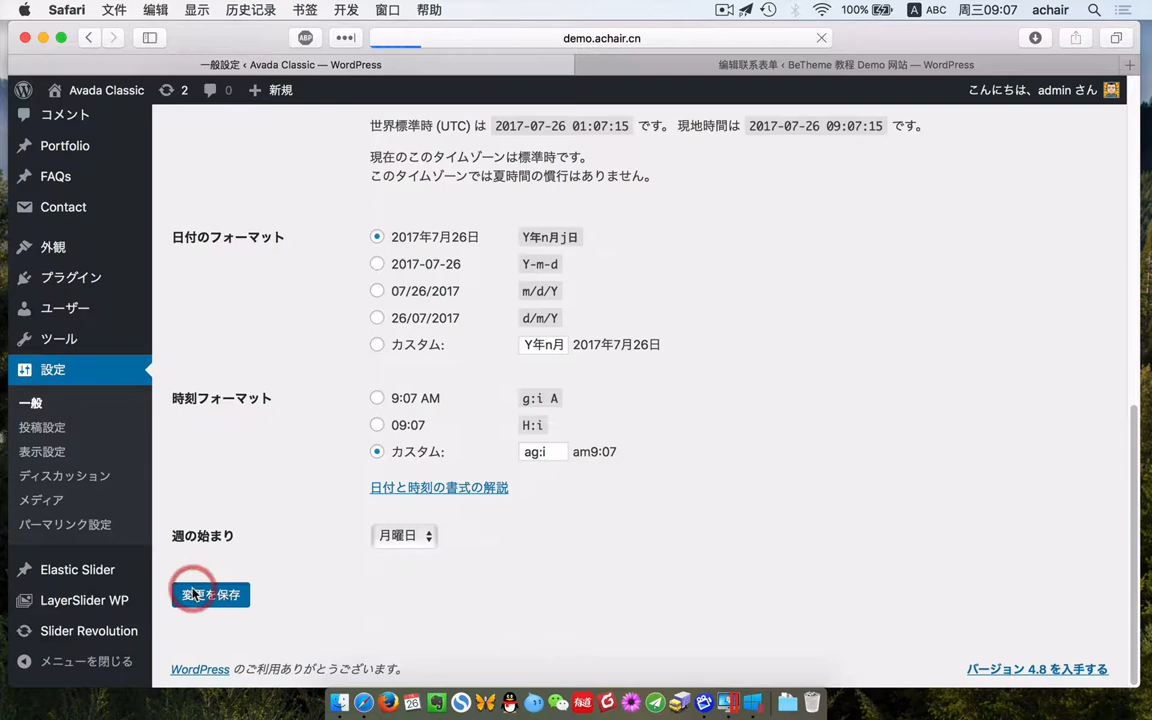 Safari 文件 编辑 显示 历史记录 书签 开发 窗口 帮助 100% A ABC 周三09:07 achair
ABP demo.achair.cn
一般設定 ‹ Avada Classic — WordPress
编辑联系表单 ‹ BeTheme 教程 Demo 网站 — WordPress
Avada Classic 2 0 新規 こんにちは、admin さん
コメント
Portfolio
FAQs
Contact
外観
プラグイン
ユーザー
ツール
設定
一般
投稿設定
表示設定
ディスカッション
メディア
パーマリンク設定
Elastic Slider
LayerSlider WP
Slider Revolution
メニューを閉じる
世界標準時 (UTC) は 2017-07-26 01:07:15 です。 現地時間は 2017-07-26 09:07:15 です。
現在のこのタイムゾーンは標準時です。
このタイムゾーンでは夏時間の慣行はありません。
日付のフォーマット
2017年7月26日 Y年n月j日
2017-07-26 Y-m-d
07/26/2017 m/d/Y
26/07/2017 d/m/Y
カスタム: Y年n月 2017年7月26日
時刻フォーマット
9:07 AM g:i A
09:07 H:i
カスタム: ag:i am9:07
日付と時刻の書式の解説
週の始まり
月曜日
変更を保存
WordPress のご利用ありがとうございます。
バージョン 4.8 を入手する
26
有道